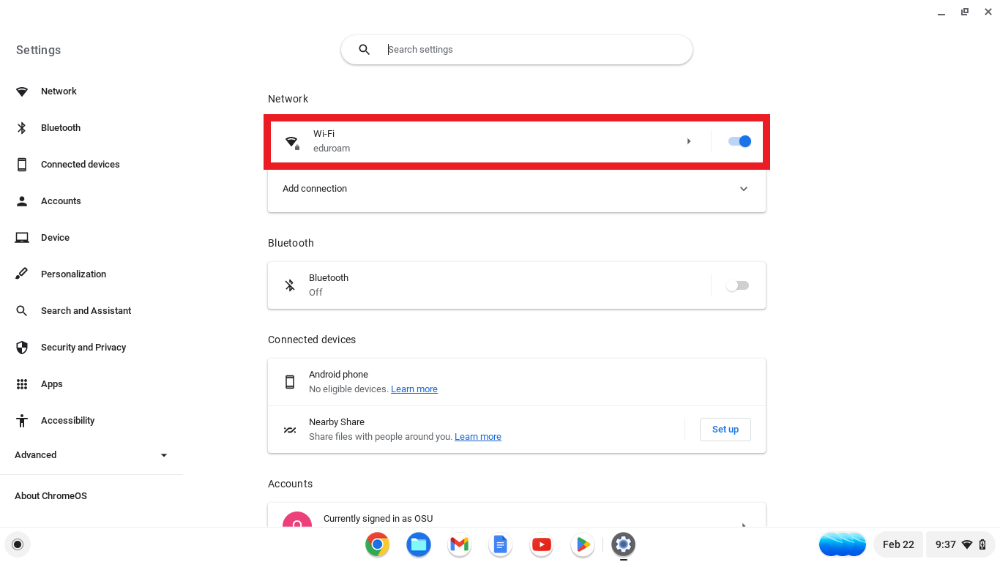 Settings
Search settings
Network
Bluetooth
Connected devices
Accounts
Device
Personalization
Search and Assistant
Security and Privacy
Apps
Accessibility
Advanced
About ChromeOS
Network
Wi-Fi
eduroam
Add connection
Bluetooth
Bluetooth
Off
Connected devices
Android phone
No eligible devices. Learn more
Nearby Share
Share files with people around you. Learn more
Set up
Accounts
Currently signed in as OSU
Feb 22
9:37